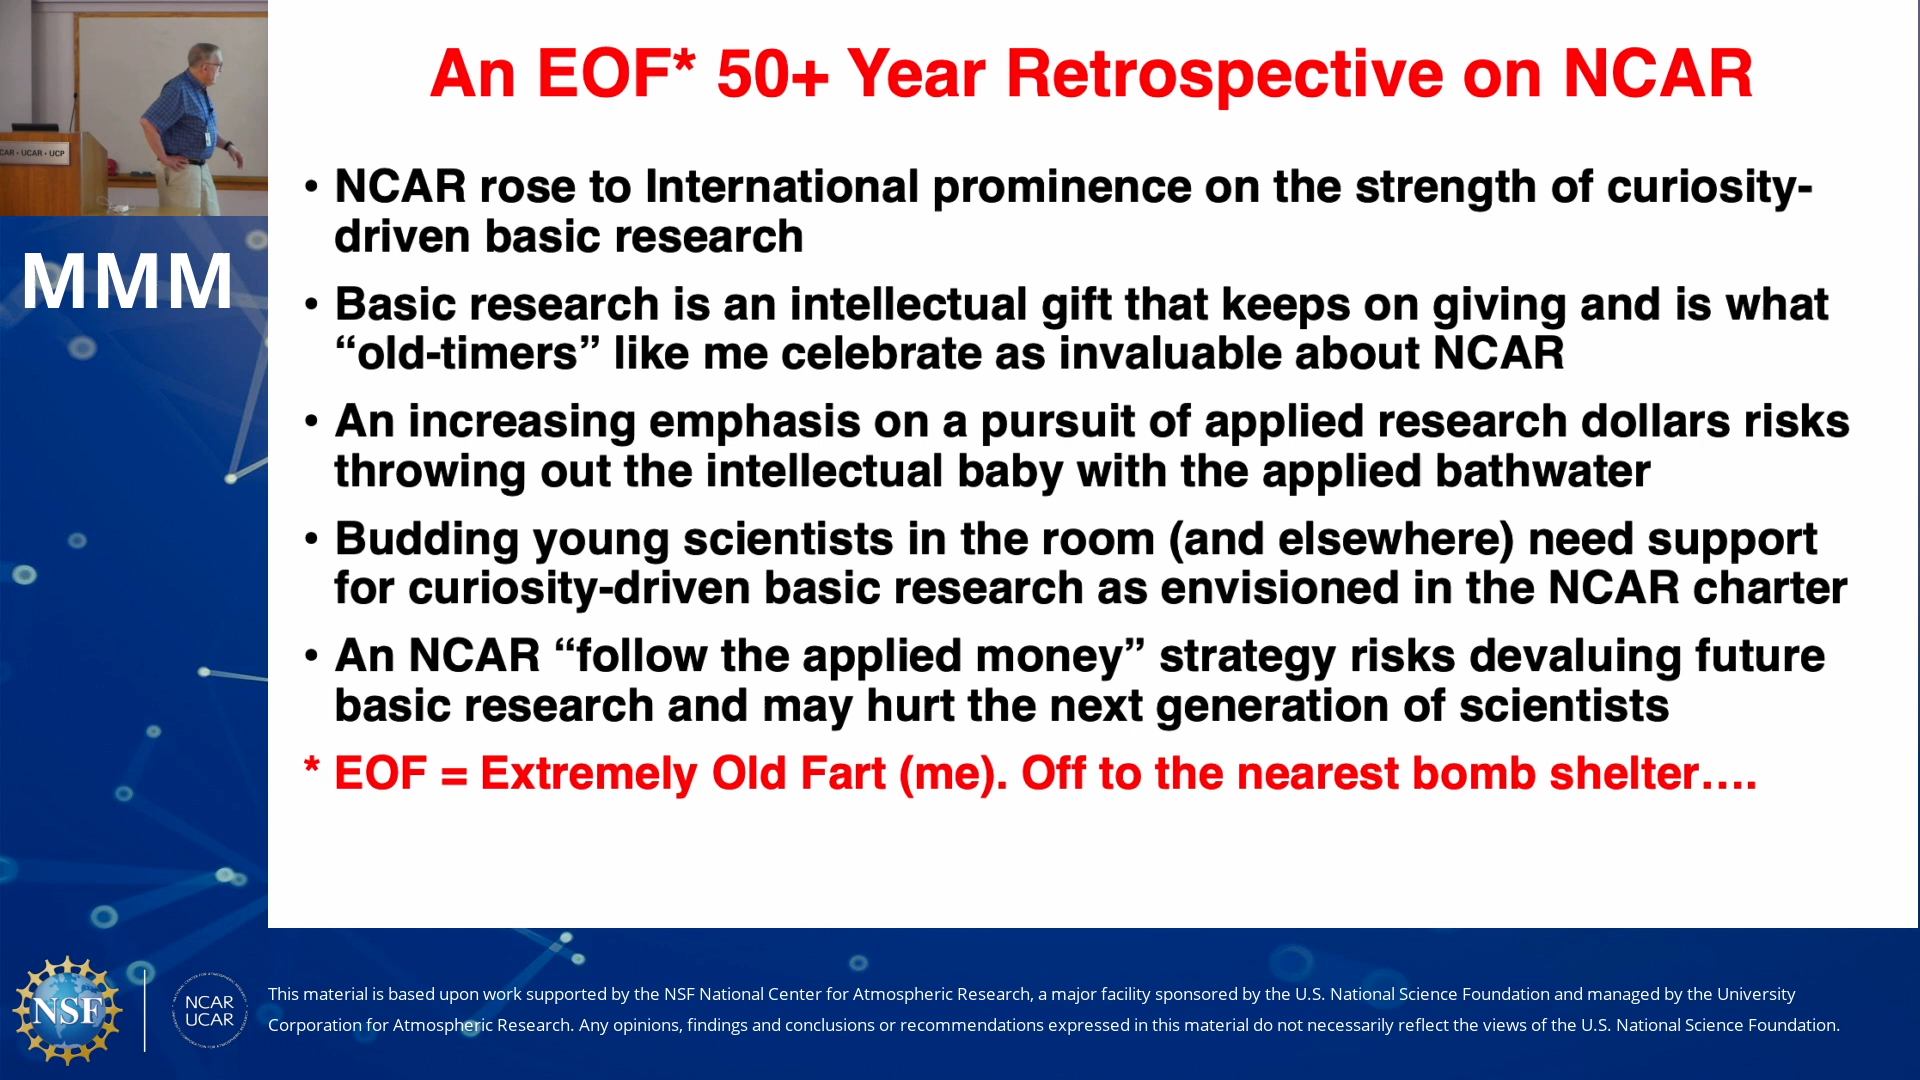 An EOF* 50+ Year Retrospective on NCAR
CAR • UCAR • UCP
MMM
• NCAR rose to International prominence on the strength of curiosity-
driven basic research
• Basic research is an intellectual gift that keeps on giving and is what
“old-timers” like me celebrate as invaluable about NCAR
• An increasing emphasis on a pursuit of applied research dollars risks
throwing out the intellectual baby with the applied bathwater
• Budding young scientists in the room (and elsewhere) need support
for curiosity-driven basic research as envisioned in the NCAR charter
• An NCAR “follow the applied money” strategy risks devaluing future
basic research and may hurt the next generation of scientists
* EOF = Extremely Old Fart (me). Off to the nearest bomb shelter....
NSF
NCAR
UCAR
This material is based upon work supported by the NSF National Center for Atmospheric Research, a major facility sponsored by the U.S. National Science Foundation and managed by the University
Corporation for Atmospheric Research. Any opinions, findings and conclusions or recommendations expressed in this material do not necessarily reflect the views of the U.S. National Science Foundation.